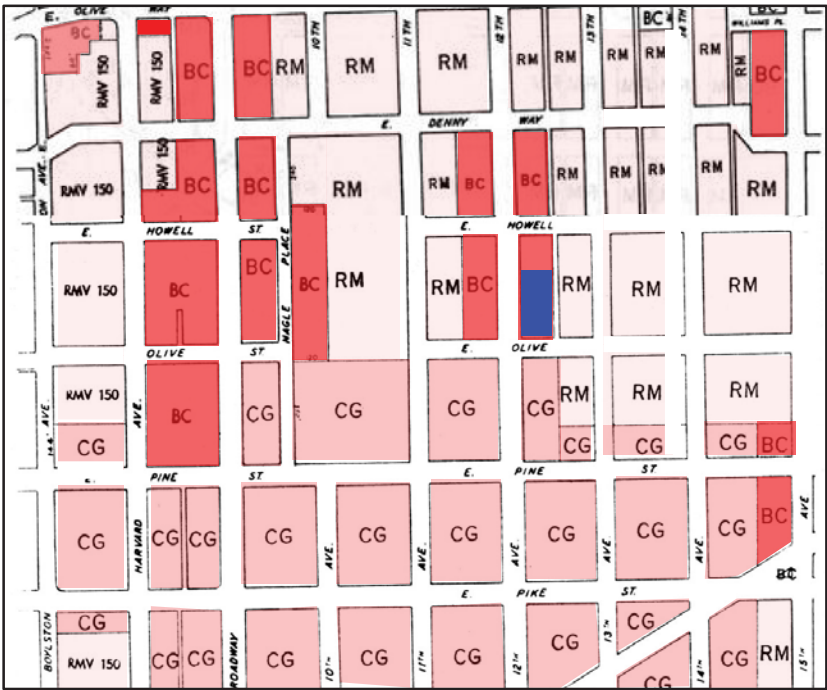 E. OLIVE WAY
10TH 11TH 12TH 13TH 14TH
BC WILLIAMS PL.
BC RMV 150 RMV 150 BC BC RM RM RM RM RM RM RM RM RM BC
E. DENNY WAY
AVE. E.
RMV 150 RMV 150 BC BC RM RM BC BC RM RM RM RM RM
E. HOWELL ST. PLACE E. HOWELL
RMV 150 BC BC BC RM RM BC RM RM RM
NAGLE
OLIVE ST. E. OLIVE
RMV 150 RM RM RM
AVE. BC CG CG CG CG
CG CG CG CG BC
PINE ST. E. PINE ST.
CG CG CG CG CG CG CG CG CG BC AVE
HARVARD AVE. AVE. AVE. AVE. AVE.
BC
E. PIKE ST.
CG CG
BOYLSTON RMV 150 CG CG ROADWAY CG 10TH CG 11TH CG 12TH CG 13TH CG 14TH CG RM 15TH